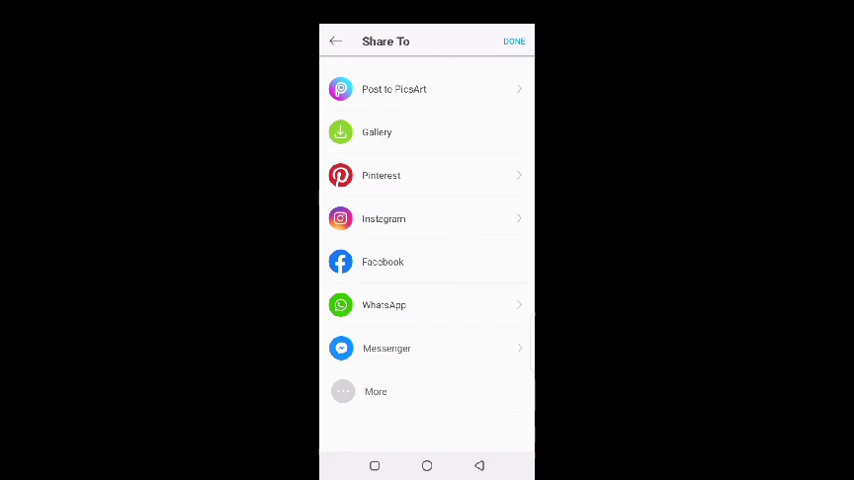 Share To
DONE
Post to PicsArt
Gallery
Pinterest
Instagram
Facebook
WhatsApp
Messenger
More